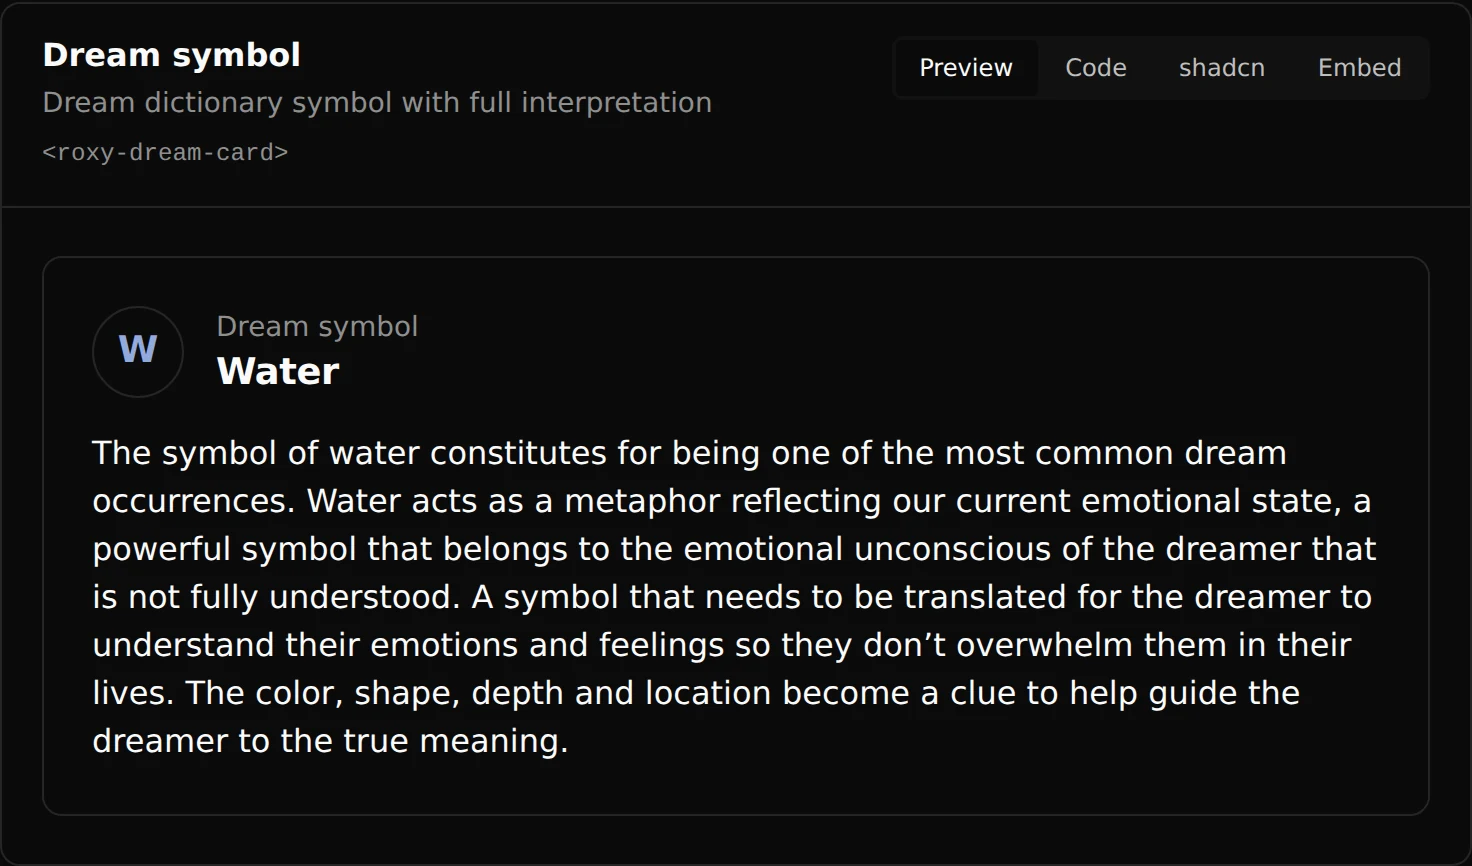 Dream symbol
Dream dictionary symbol with full interpretation
<roxy-dream-card>
Preview
Code
shadcn
Embed
W
Dream symbol
Water
The symbol of water constitutes for being one of the most common dream
occurrences. Water acts as a metaphor reflecting our current emotional state, a
powerful symbol that belongs to the emotional unconscious of the dreamer that
is not fully understood. A symbol that needs to be translated for the dreamer to
understand their emotions and feelings so they don’t overwhelm them in their
lives. The color, shape, depth and location become a clue to help guide the
dreamer to the true meaning.